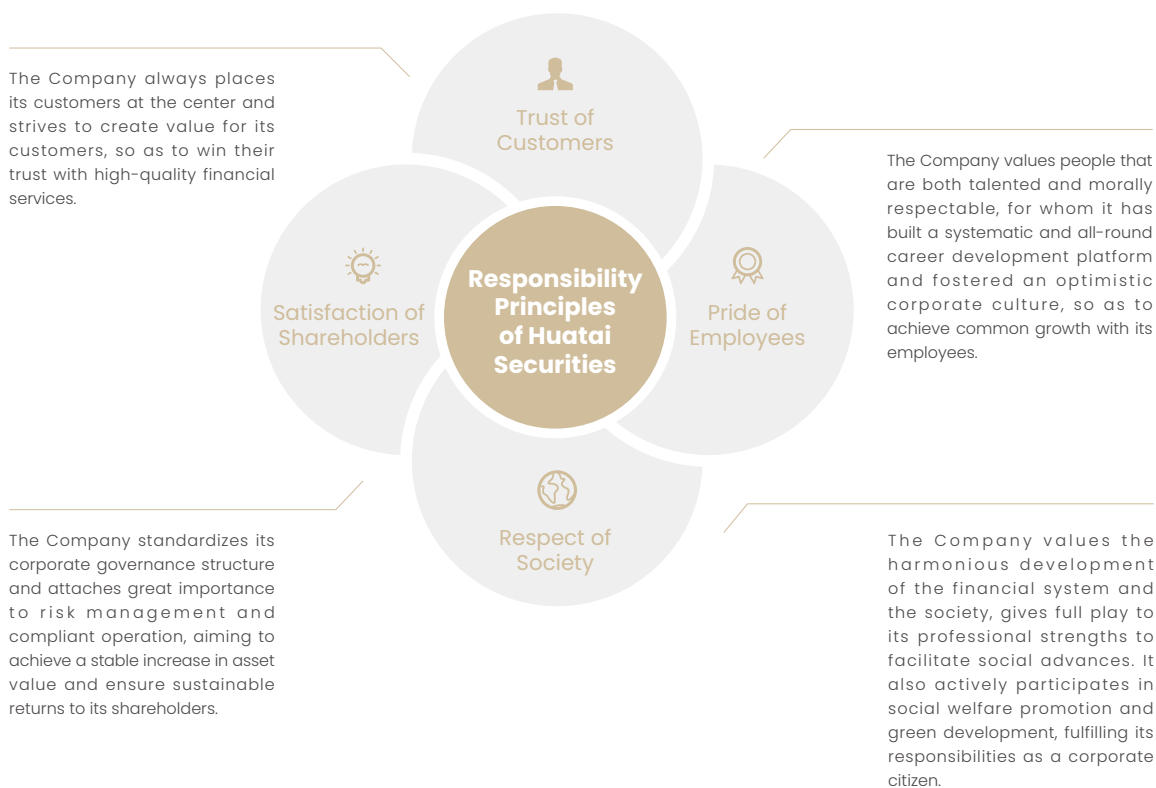 The Company always places
its customers at the center and
strives to create value for its
customers, so as to win their
trust with high-quality financial
services.
Trust of
Customers
The Company values people that
are both talented and morally
respectable, for whom it has
built a systematic and all-round
career development platform
and fostered an optimistic
corporate culture, so as to
achieve common growth with its
employees.
Satisfaction of
Shareholders
Responsibility
Principles
of Huatai
Securities
Pride of
Employees
Respect of
Society
The Company standardizes its
corporate governance structure
and attaches great importance
to risk management and
compliant operation, aiming to
achieve a stable increase in asset
value and ensure sustainable
returns to its shareholders.
The Company values the
harmonious development
of the financial system and
the society, gives full play to
its professional strengths to
facilitate social advances. It
also actively participates in
social welfare promotion and
green development, fulfilling its
responsibilities as a corporate
citizen.